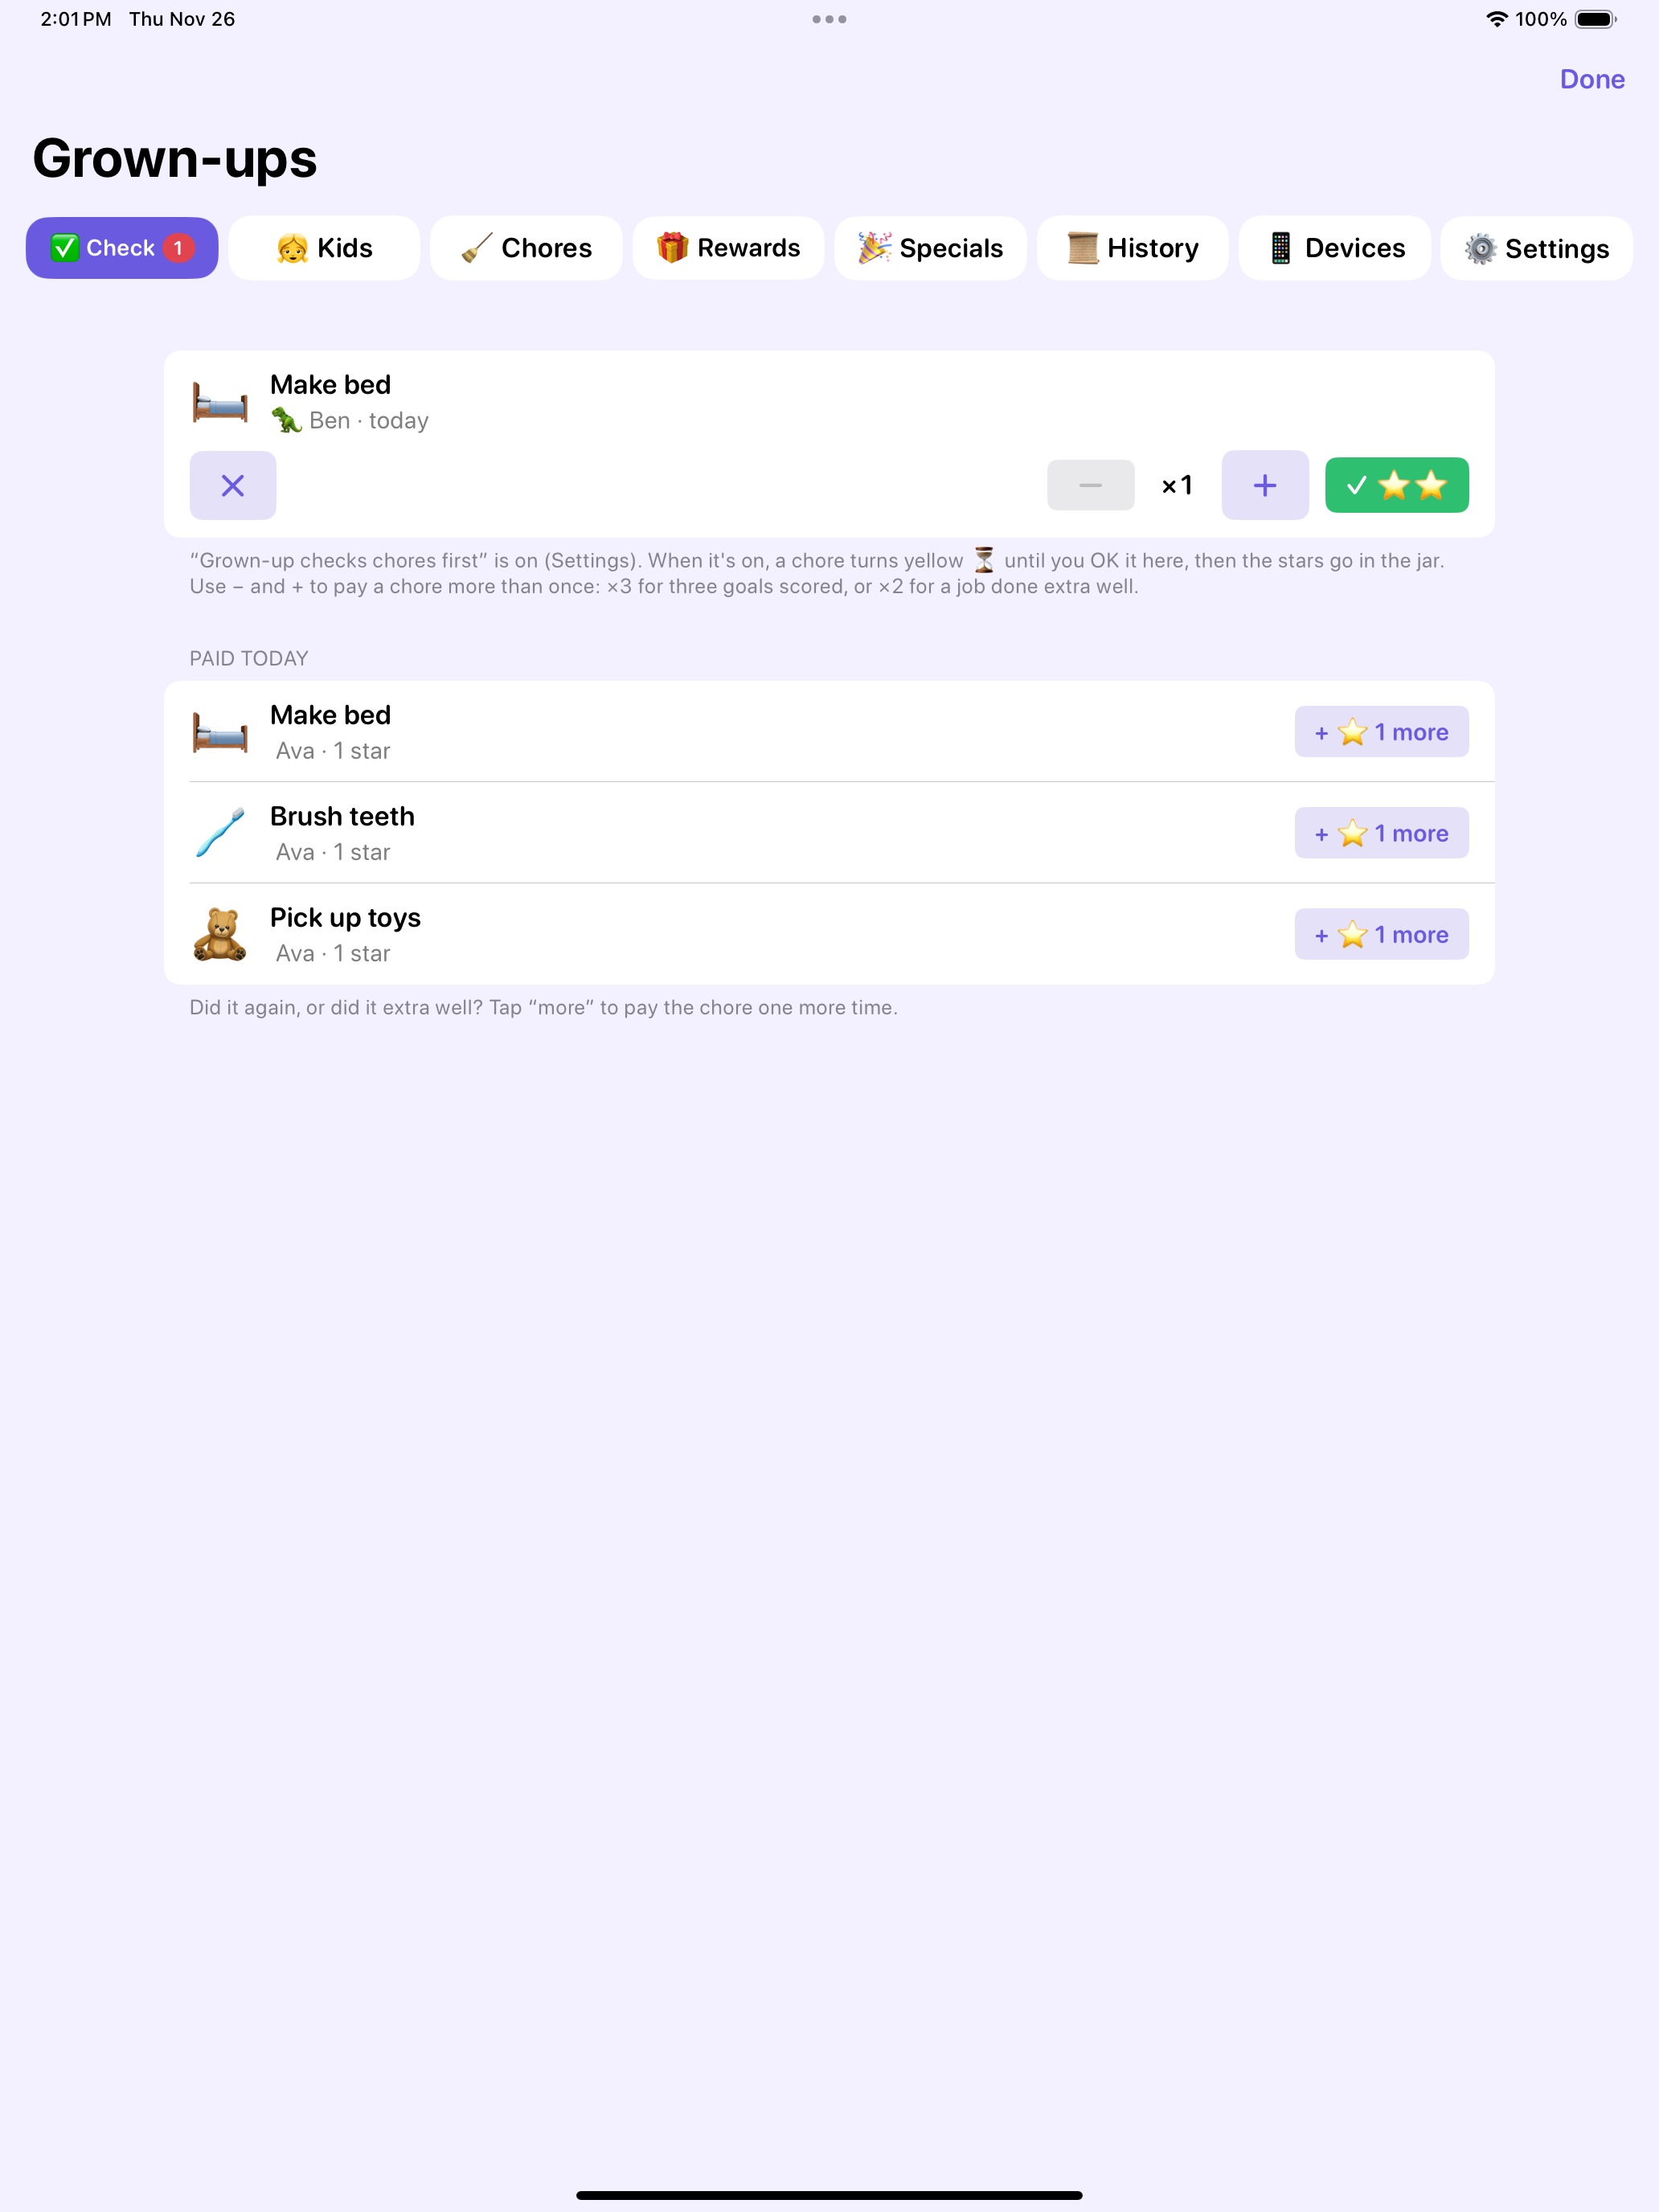 2:01 PM Thu Nov 26
100%
Done
Grown-ups
Check 1
Kids
Chores
Rewards
Specials
History
Devices
Settings
Make bed
Ben · today
×1
“Grown-up checks chores first” is on (Settings). When it's on, a chore turns yellow ⏳ until you OK it here, then the stars go in the jar.
Use − and + to pay a chore more than once: ×3 for three goals scored, or ×2 for a job done extra well.
PAID TODAY
Make bed
Ava · 1 star
+ ⭐ 1 more
Brush teeth
Ava · 1 star
+ ⭐ 1 more
Pick up toys
Ava · 1 star
+ ⭐ 1 more
Did it again, or did it extra well? Tap “more” to pay the chore one more time.